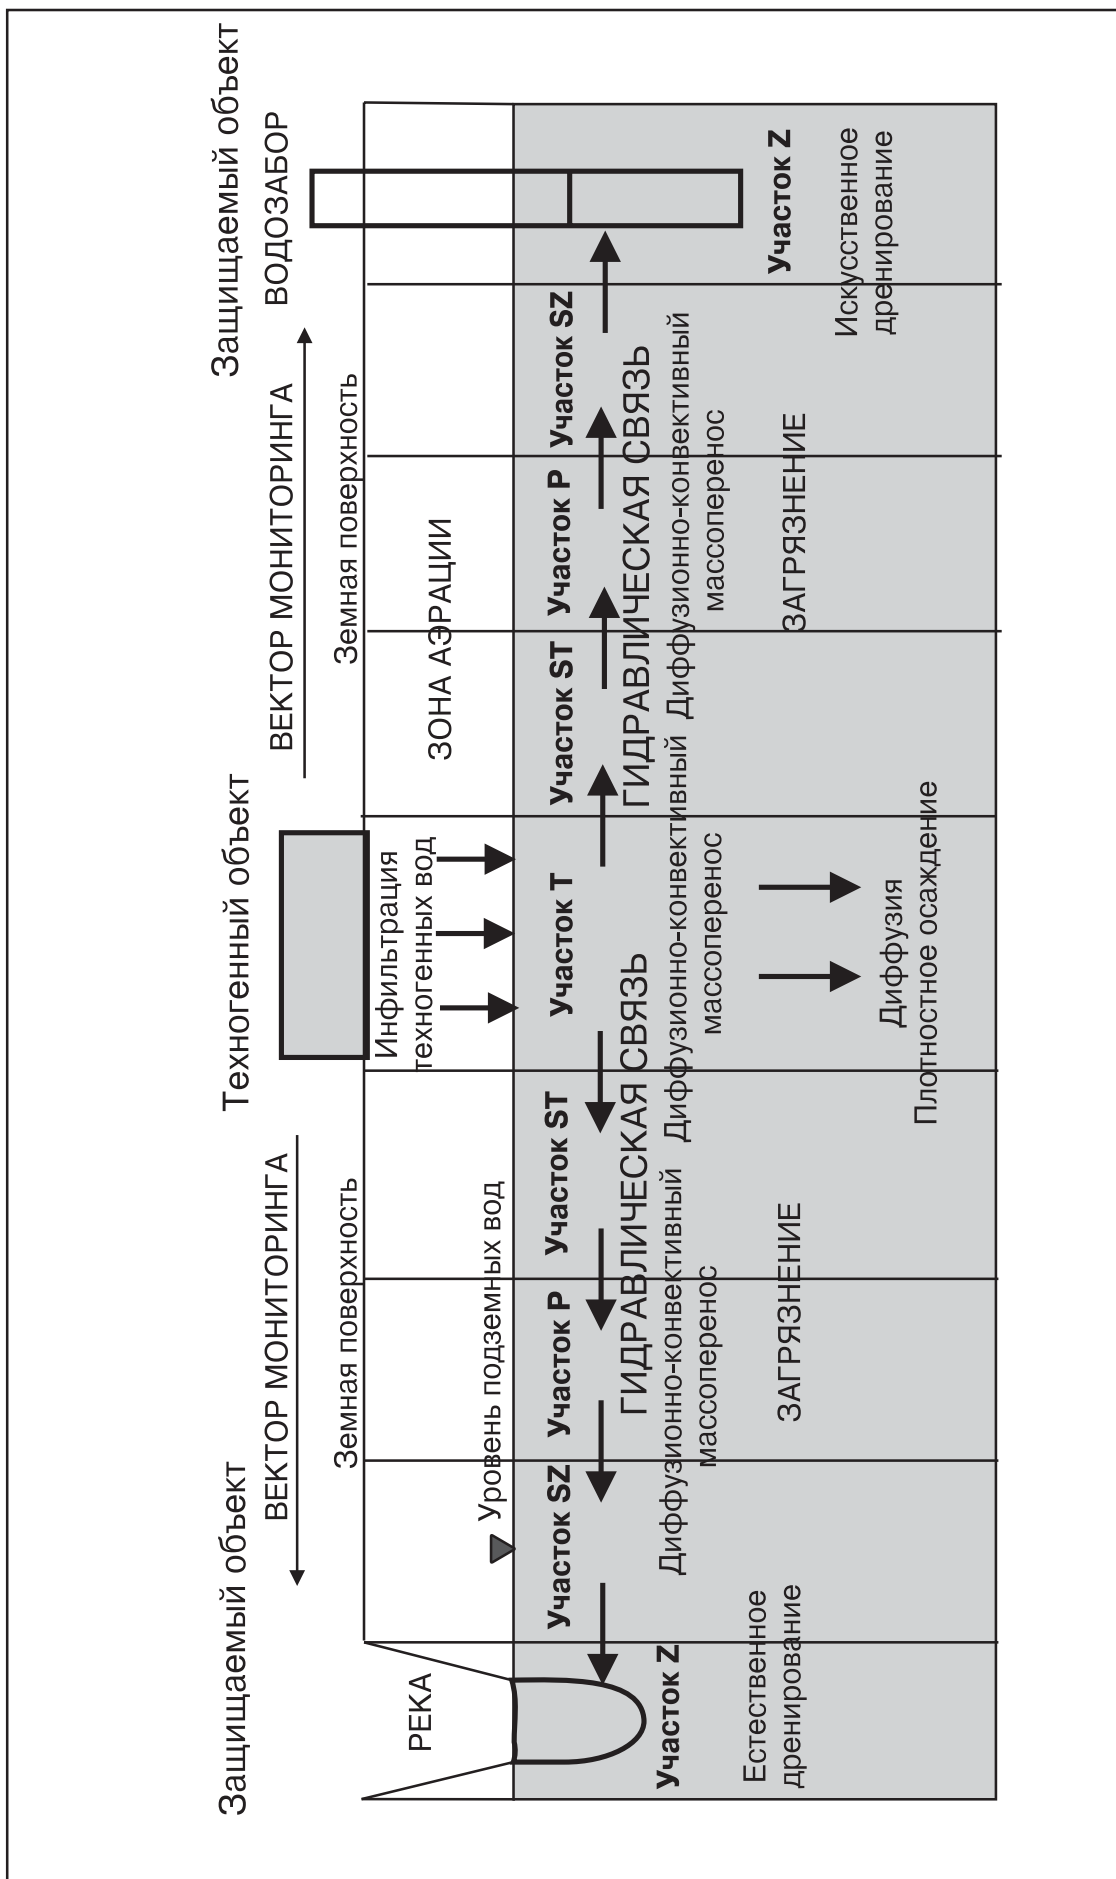 Защищаемый объект
Техногенный объект
Защищаемый объект
ВЕКТОР МОНИТОРИНГА
ВЕКТОР МОНИТОРИНГА
ВОДОЗАБОР
Земная поверхность
Земная поверхность
РЕКА
Инфильтрация
техногенных вод
ЗОНА АЭРАЦИИ
Уровень подземных вод
Участок SZ
Участок P
Участок ST
Участок T
Участок ST
Участок P
Участок SZ
ГИДРАВЛИЧЕСКАЯ СВЯЗЬ
ГИДРАВЛИЧЕСКАЯ СВЯЗЬ
Участок Z
Диффузионно-конвективный
массоперенос
Диффузионно-конвективный
массоперенос
Диффузионно-конвективный
массоперенос
Участок Z
Естественное
дренирование
ЗАГРЯЗНЕНИЕ
ЗАГРЯЗНЕНИЕ
Искусственное
дренирование
Диффузия
Плотностное осаждение